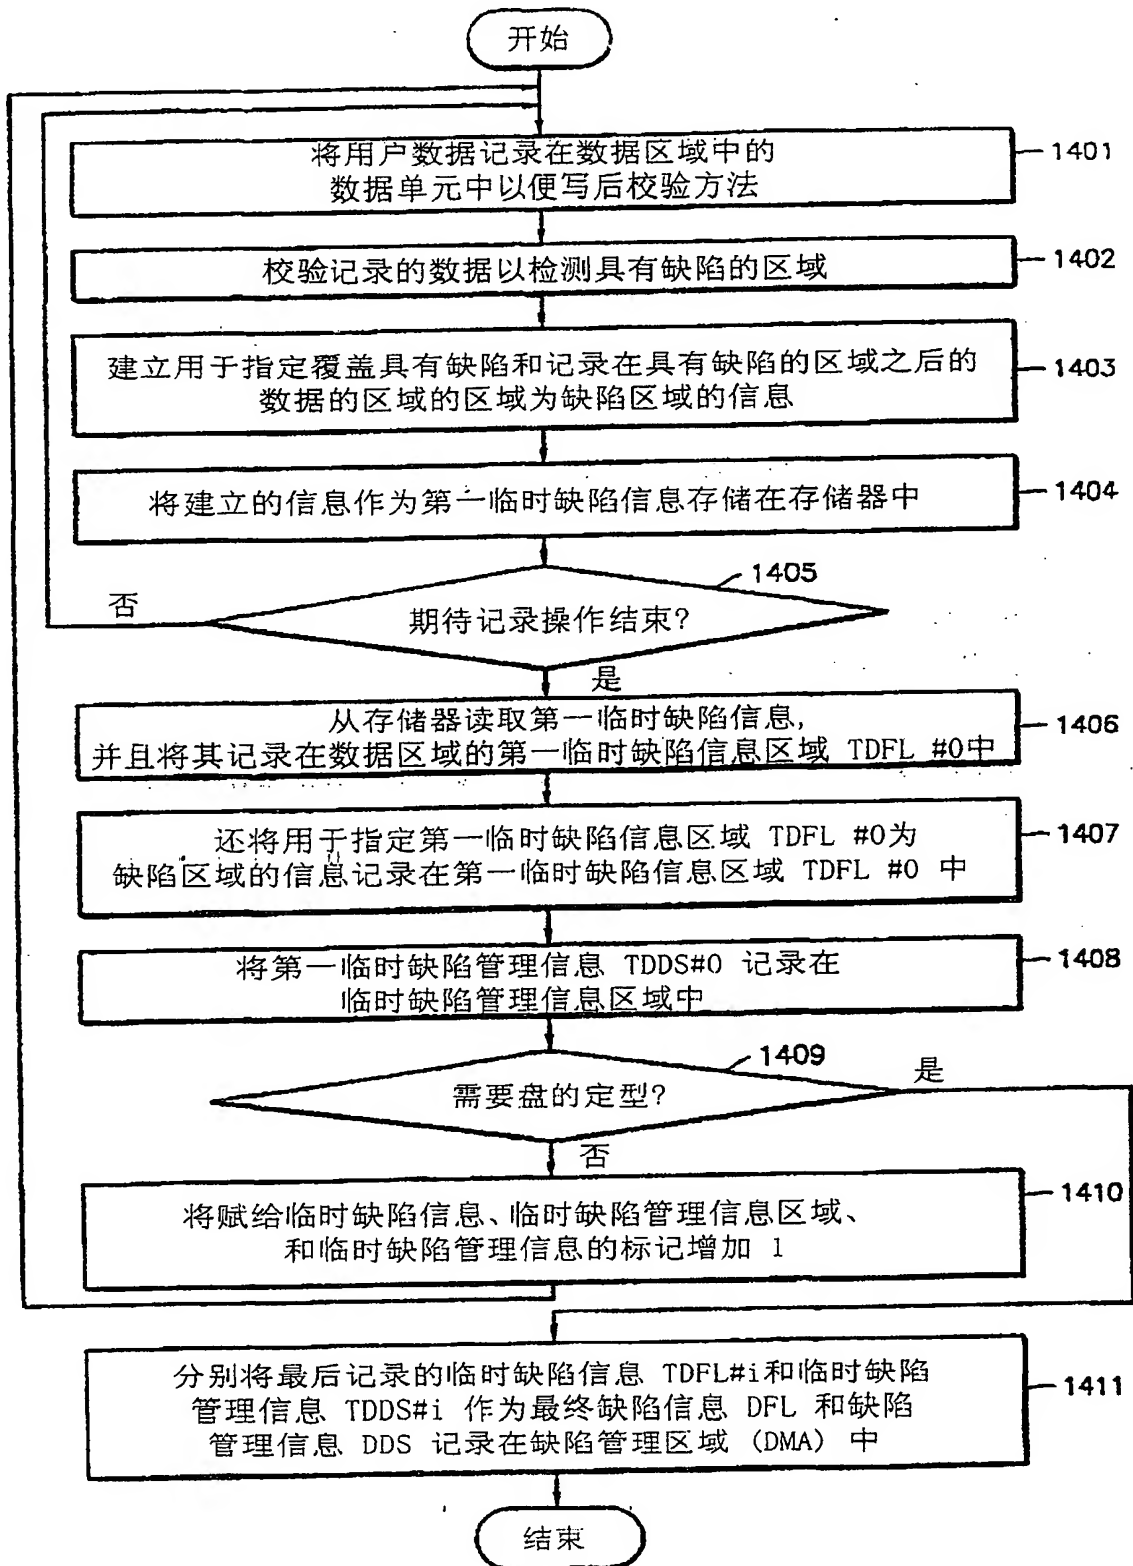 开始
将用户数据记录在数据区域中的
数据单元中以便写后校验方法
1401
校验记录的数据以检测具有缺陷的区域
1402
建立用于指定覆盖具有缺陷和记录在具有缺陷的区域之后的
数据的区域的区域为缺陷区域的信息
1403
将建立的信息作为第一临时缺陷信息存储在存储器中
1404
1405
否
期待记录操作结束?
是
从存储器读取第一临时缺陷信息,
并且将其记录在数据区域的第一临时缺陷信息区域 TDFL #0中
1406
还将用于指定第一临时缺陷信息区域 TDFL #0为
缺陷区域的信息记录在第一临时缺陷信息区域 TDFL #0 中
1407
将第一临时缺陷管理信息 TDDS#0 记录在
临时缺陷管理信息区域中
1408
1409
是
需要盘的定型?
否
将赋给临时缺陷信息、临时缺陷管理信息区域、
和临时缺陷管理信息的标记增加 1
1410
分别将最后记录的临时缺陷信息 TDFL#i和临时缺陷
管理信息 TDDS#i 作为最终缺陷信息 DFL 和缺陷
管理信息 DDS 记录在缺陷管理区域 (DMA) 中
1411
结束